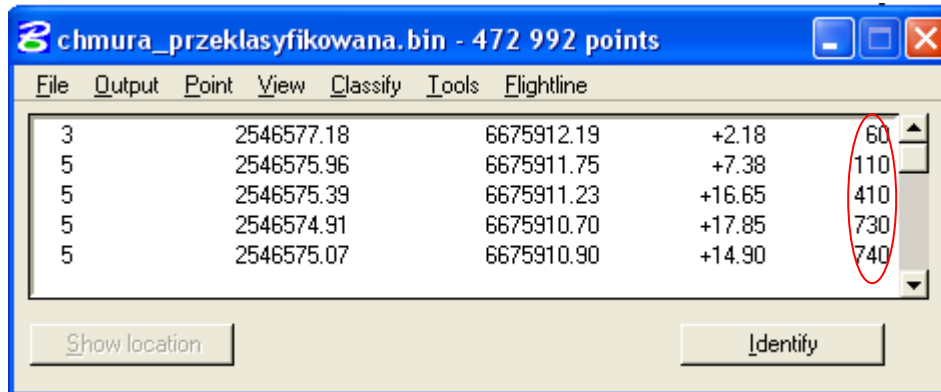 chmura_przeklasyfikowana.bin - 472 992 points
File Output Point View Classify Tools Flightline
3 2546577.18 6675912.19 +2.18 60
5 2546575.96 6675911.75 +7.38 110
5 2546575.39 6675911.23 +16.65 410
5 2546574.91 6675910.70 +17.85 730
5 2546575.07 6675910.90 +14.90 740
Show location Identify